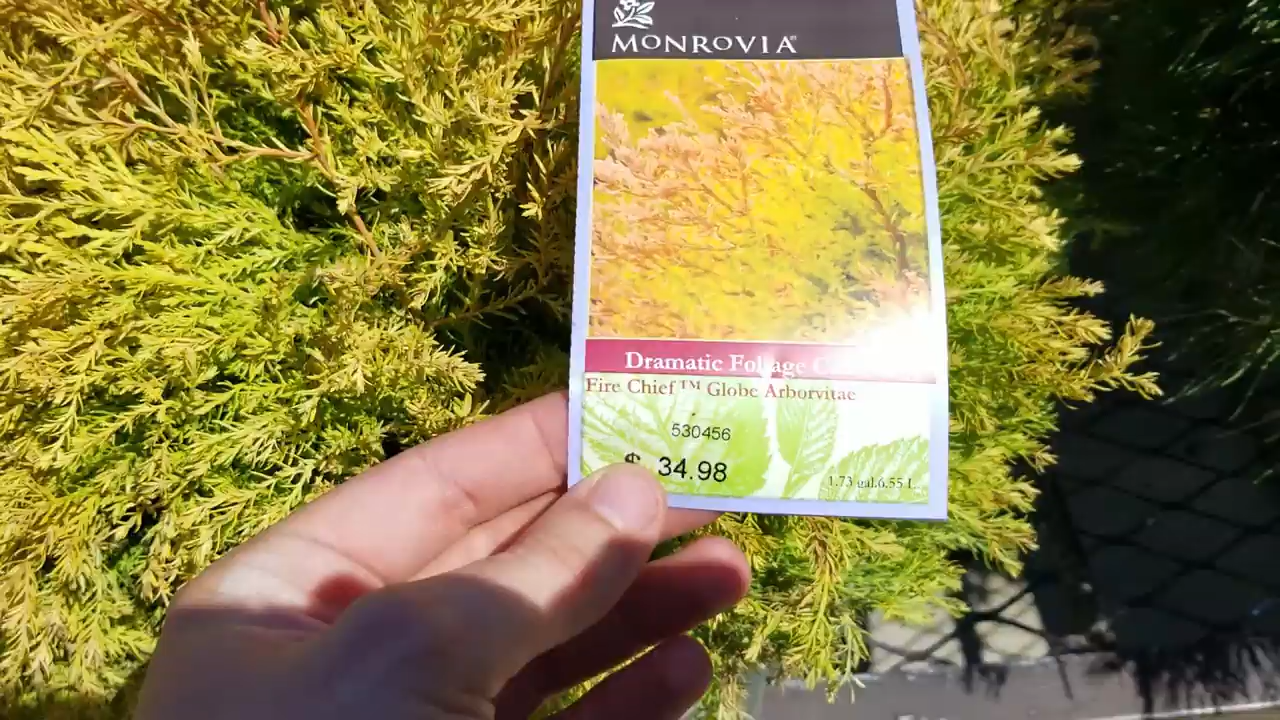 MONROVIA
Dramatic Foliage
Fire Chief™ Globe Arborvitae
530456
$ 34.98
1.73 gal.6.55 L